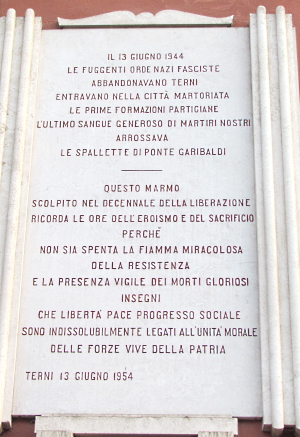 IL 13 GIUGNO 1944
LE FUGGENTI ORDE NAZI FASCISTE
ABBANDONAVANO TERNI
ENTRAVANO NELLA CITTÀ MARTORIATA
LE PRIME FORMAZIONI PARTIGIANE
L'ULTIMO SANGUE GENEROSO DI MARTIRI NOSTRI
ARROSSAVA
LE SPALLETTE DI PONTE GARIBALDI
QUESTO MARMO
SCOLPITO NEL DECENNALE DELLA LIBERAZIONE
RICORDA LE ORE DELL'EROISMO E DEL SACRIFICIO
PERCHÈ
NON SIA SPENTA LA FIAMMA MIRACOLOSA
DELLA RESISTENZA
E LA PRESENZA VIGILE DEI MORTI GLORIOSI
INSEGNI
CHE LIBERTÀ PACE PROGRESSO SOCIALE
SONO INDISSOLUBILMENTE LEGATI ALL'UNITÀ MORALE
DELLE FORZE VIVE DELLA PATRIA
TERNI 13 GIUGNO 1954